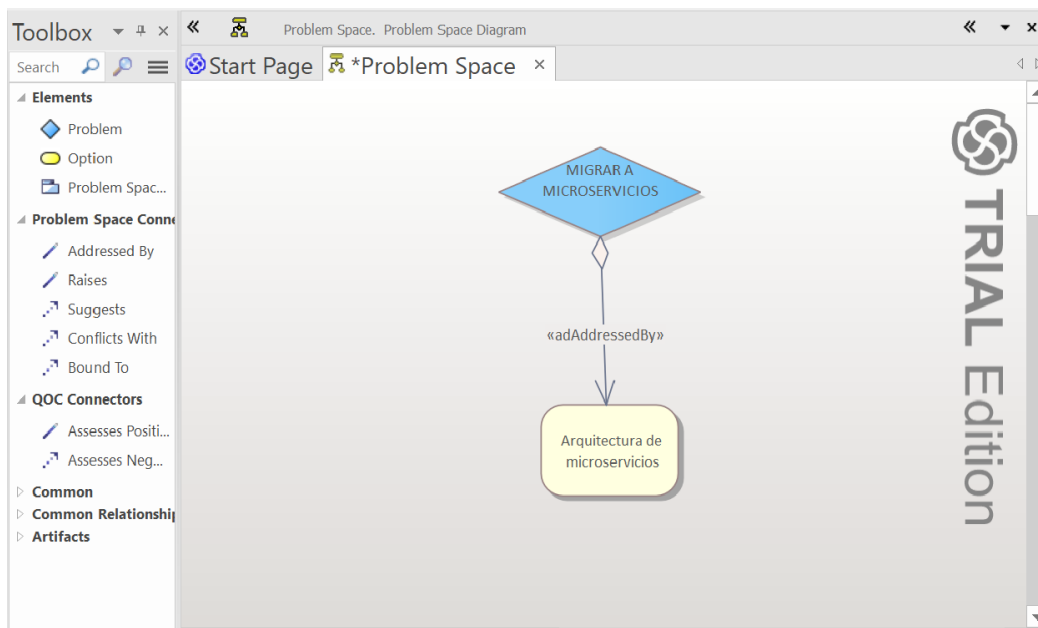 Toolbox
Problem Space. Problem Space Diagram
Search
Start Page
*Problem Space
Elements
Problem
Option
Problem Spac...
Problem Space Conne
Addressed By
Raises
Suggests
Conflicts With
Bound To
QOC Connectors
Assesses Positi...
Assesses Neg...
Common
Common Relationship
Artifacts
MIGRAR A
MICROSERVICIOS
«adAddressedBy»
Arquitectura de
microservicios
TRIAL Edition